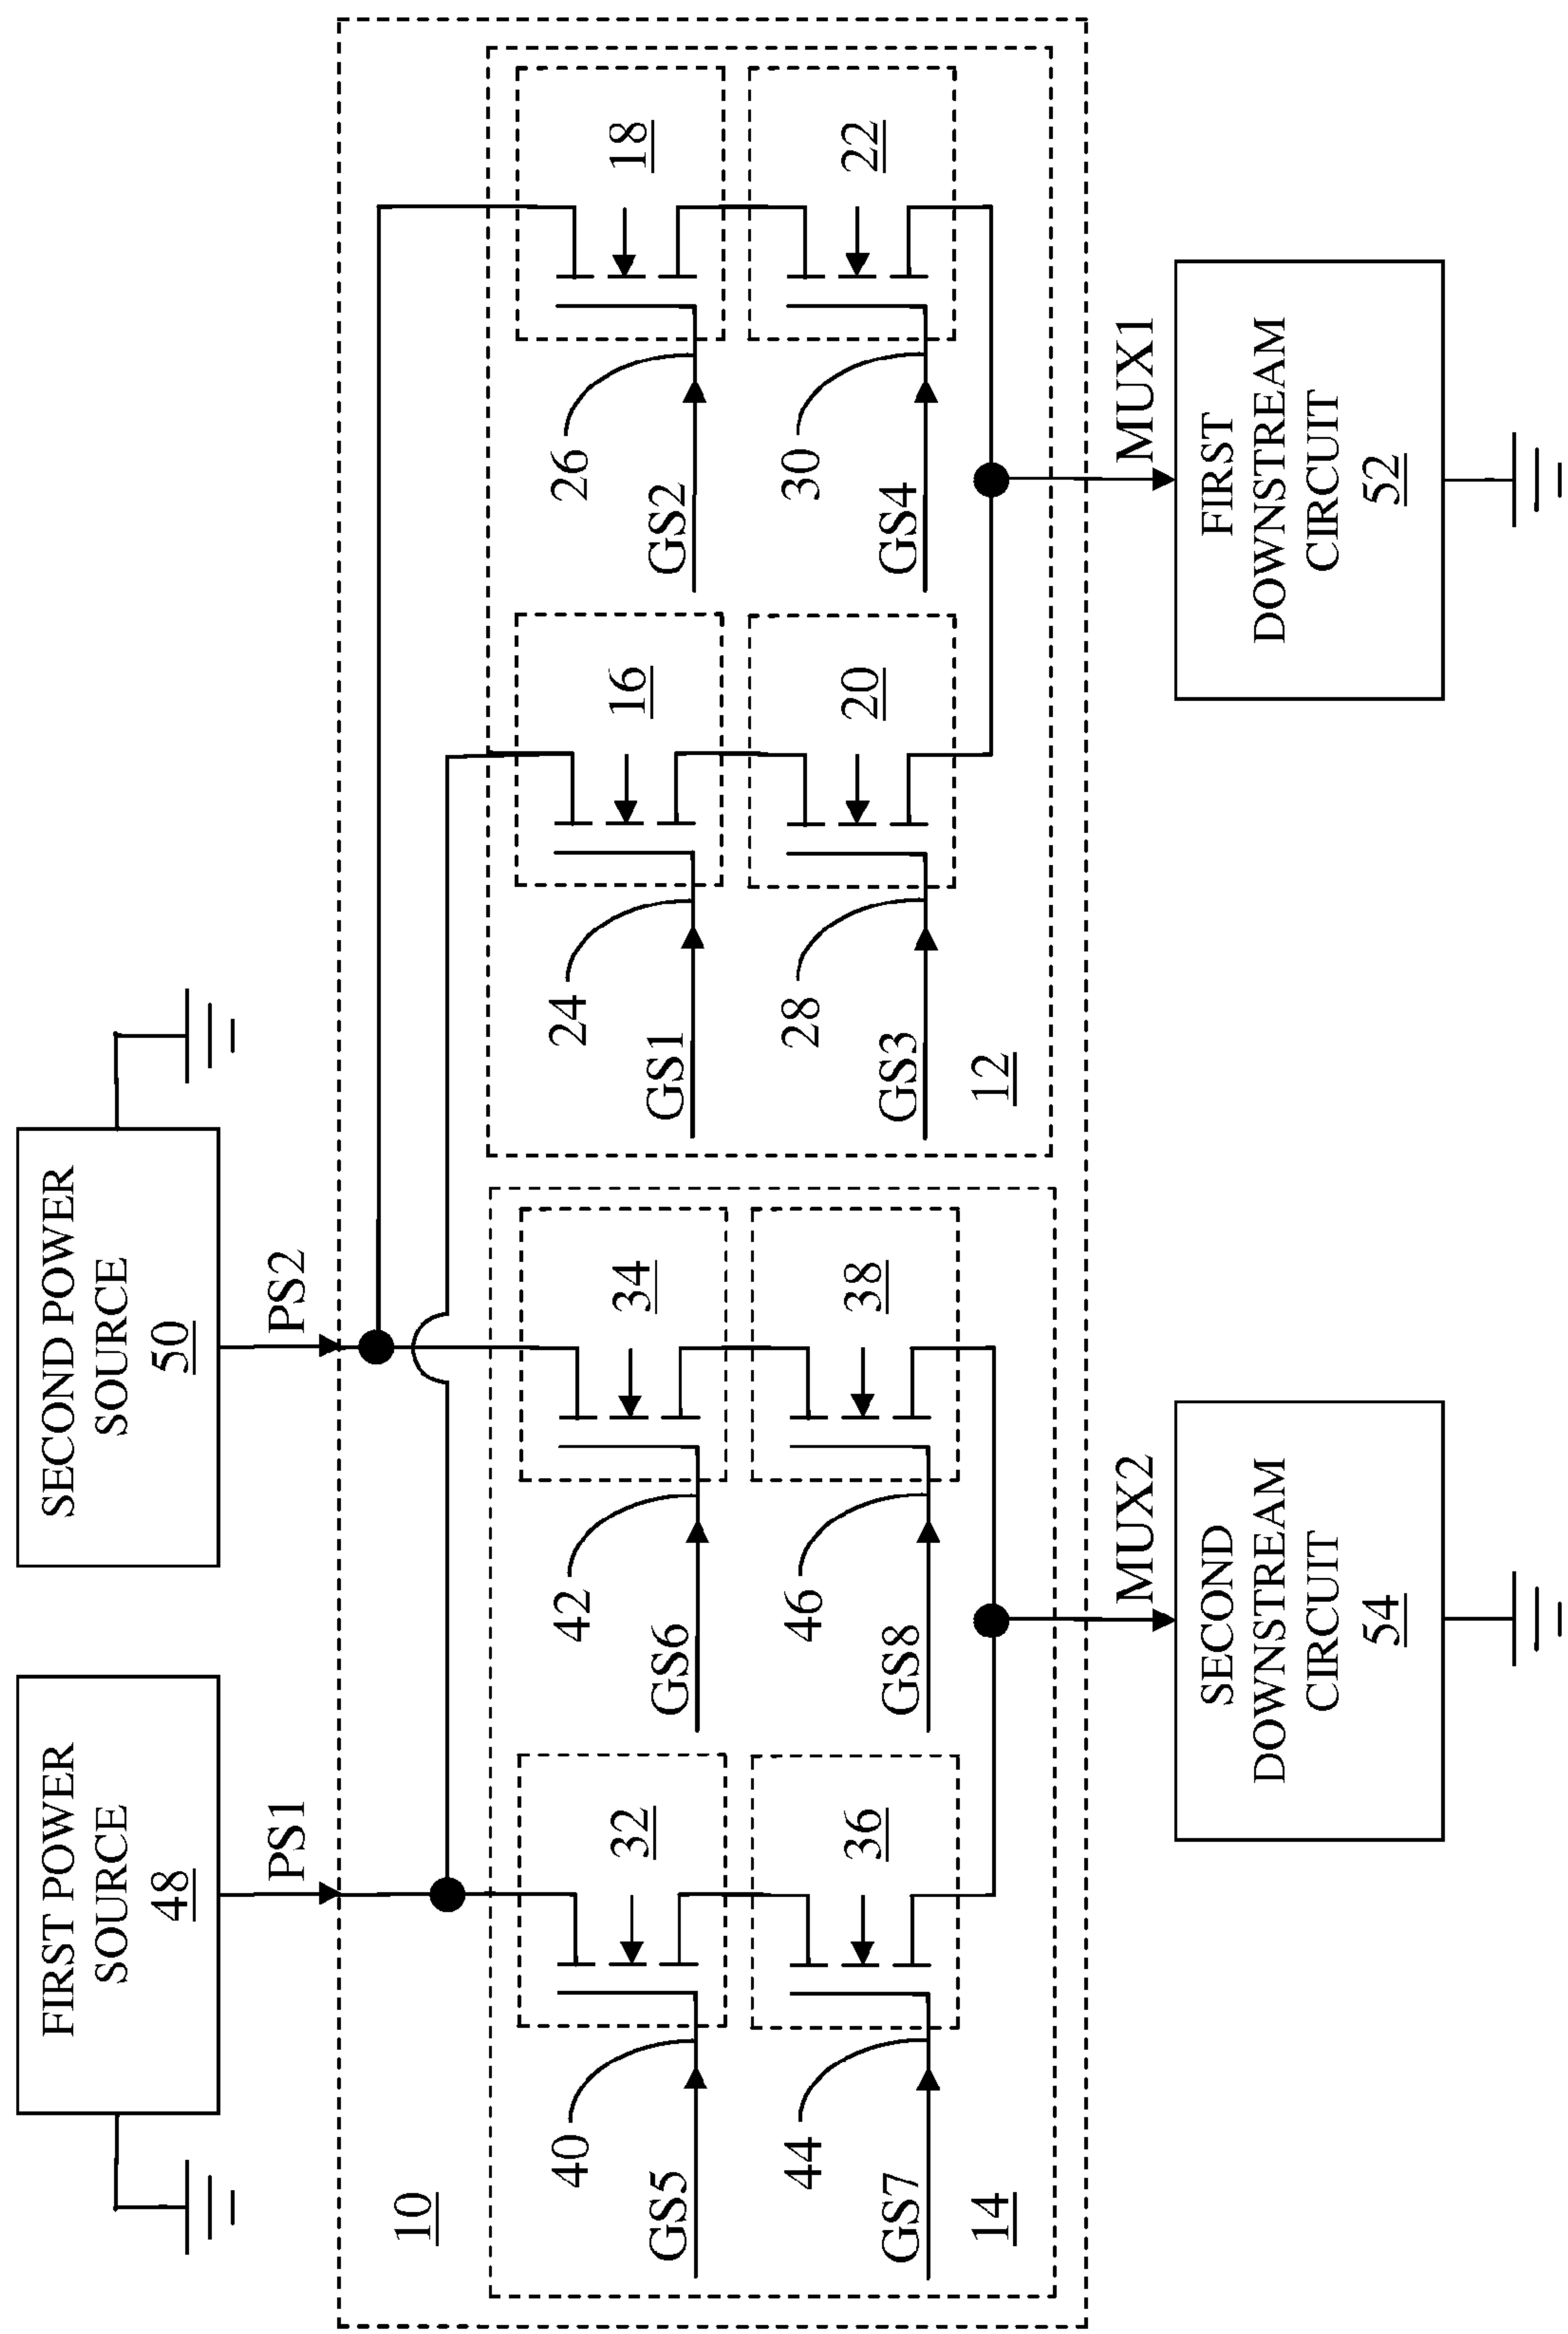 FIRST POWER
SOURCE
48
SECOND POWER
SOURCE
50
PS1
PS2
10
40
GS5
32
42
GS6
34
24
GS1
16
26
GS2
18
44
GS7
36
46
GS8
38
28
GS3
20
30
GS4
22
14
12
MUX2
MUX1
SECOND
DOWNSTREAM
CIRCUIT
54
FIRST
DOWNSTREAM
CIRCUIT
52